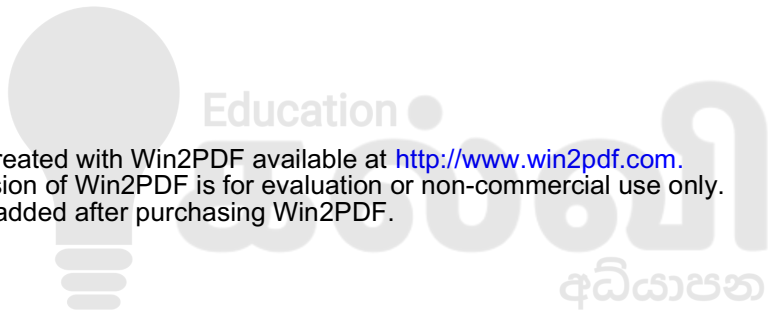 Education
reated with Win2PDF available at http://www.win2pdf.com.
sion of Win2PDF is for evaluation or non-commercial use only.
added after purchasing Win2PDF.
අධ්යාපන